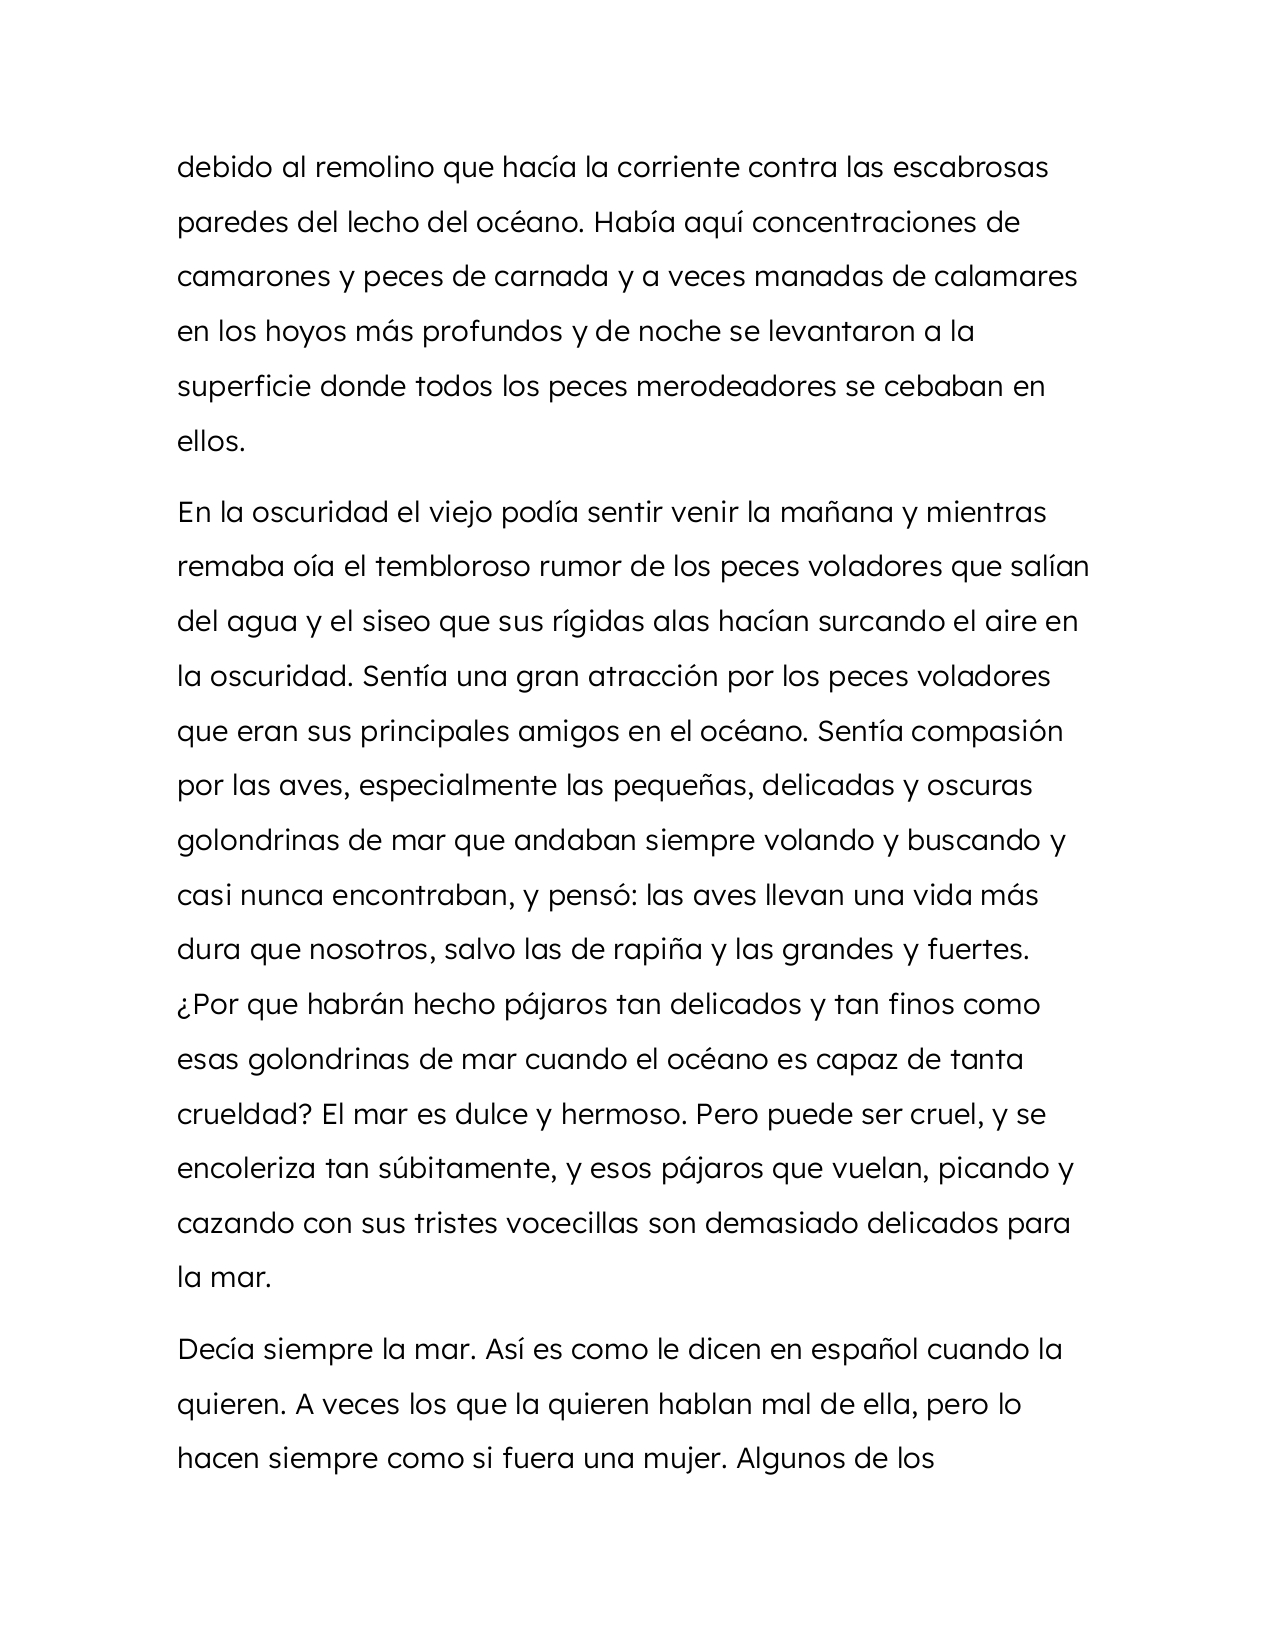 debido al remolino que hacía la corriente contra las escabrosas
paredes del lecho del océano. Había aquí concentraciones de
camarones y peces de carnada y a veces manadas de calamares
en los hoyos más profundos y de noche se levantaron a la
superficie donde todos los peces merodeadores se cebaban en
ellos.
En la oscuridad el viejo podía sentir venir la mañana y mientras
remaba oía el tembloroso rumor de los peces voladores que salían
del agua y el siseo que sus rígidas alas hacían surcando el aire en
la oscuridad. Sentía una gran atracción por los peces voladores
que eran sus principales amigos en el océano. Sentía compasión
por las aves, especialmente las pequeñas, delicadas y oscuras
golondrinas de mar que andaban siempre volando y buscando y
casi nunca encontraban, y pensó: las aves llevan una vida más
dura que nosotros, salvo las de rapiña y las grandes y fuertes.
¿Por que habrán hecho pájaros tan delicados y tan finos como
esas golondrinas de mar cuando el océano es capaz de tanta
crueldad? El mar es dulce y hermoso. Pero puede ser cruel, y se
encoleriza tan súbitamente, y esos pájaros que vuelan, picando y
cazando con sus tristes vocecillas son demasiado delicados para
la mar.
Decía siempre la mar. Así es como le dicen en español cuando la
quieren. A veces los que la quieren hablan mal de ella, pero lo
hacen siempre como si fuera una mujer. Algunos de los